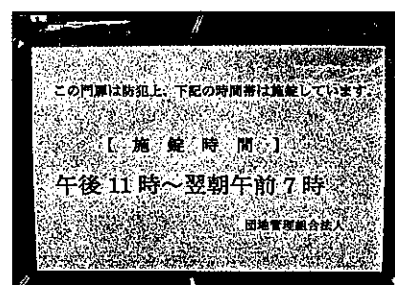 この門扉は防犯上、下記の時間帯は施錠しています。
【 施 錠 時 間 】
午後 11 時～翌朝午前 7 時
団地管理組合法人